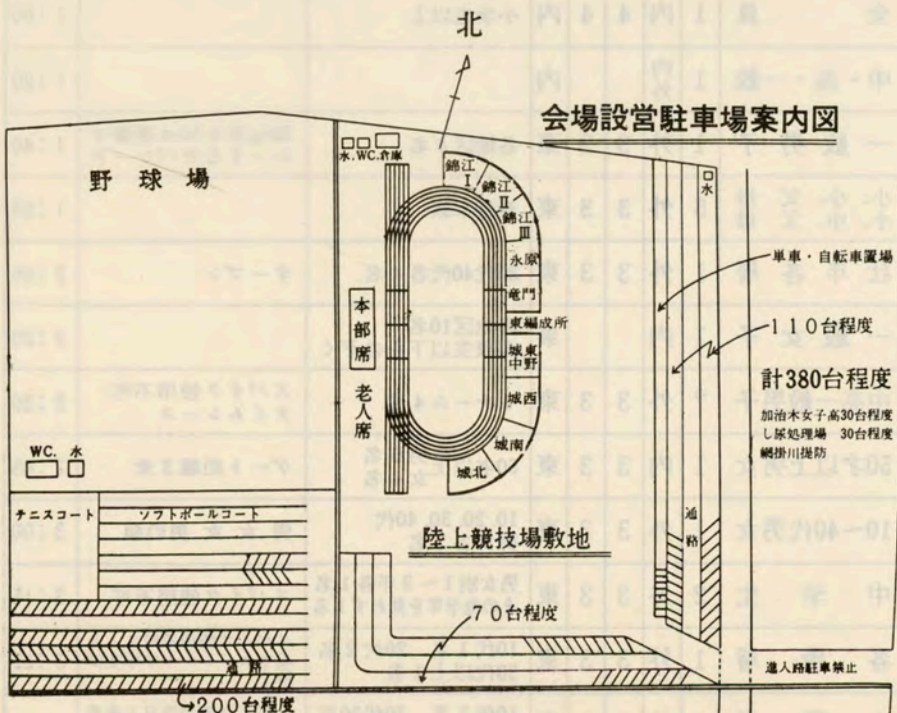 北
会場設営駐車場案内図
野球場
水.WC.倉庫
錦江Ⅰ
錦江Ⅱ
錦江Ⅲ
永原
竜門
東編成所
城東
中野
城西
城南
城北
本部席
老人席
水
単車・自転車置場
110台程度
計380台程度
加治木女子高30台程度
し尿処理場 30台程度
網掛川堤防
WC. 水
テニスコート
ソフトボールコート
陸上競技場敷地
通路
70台程度
通路
進入路駐車禁止
200台程度